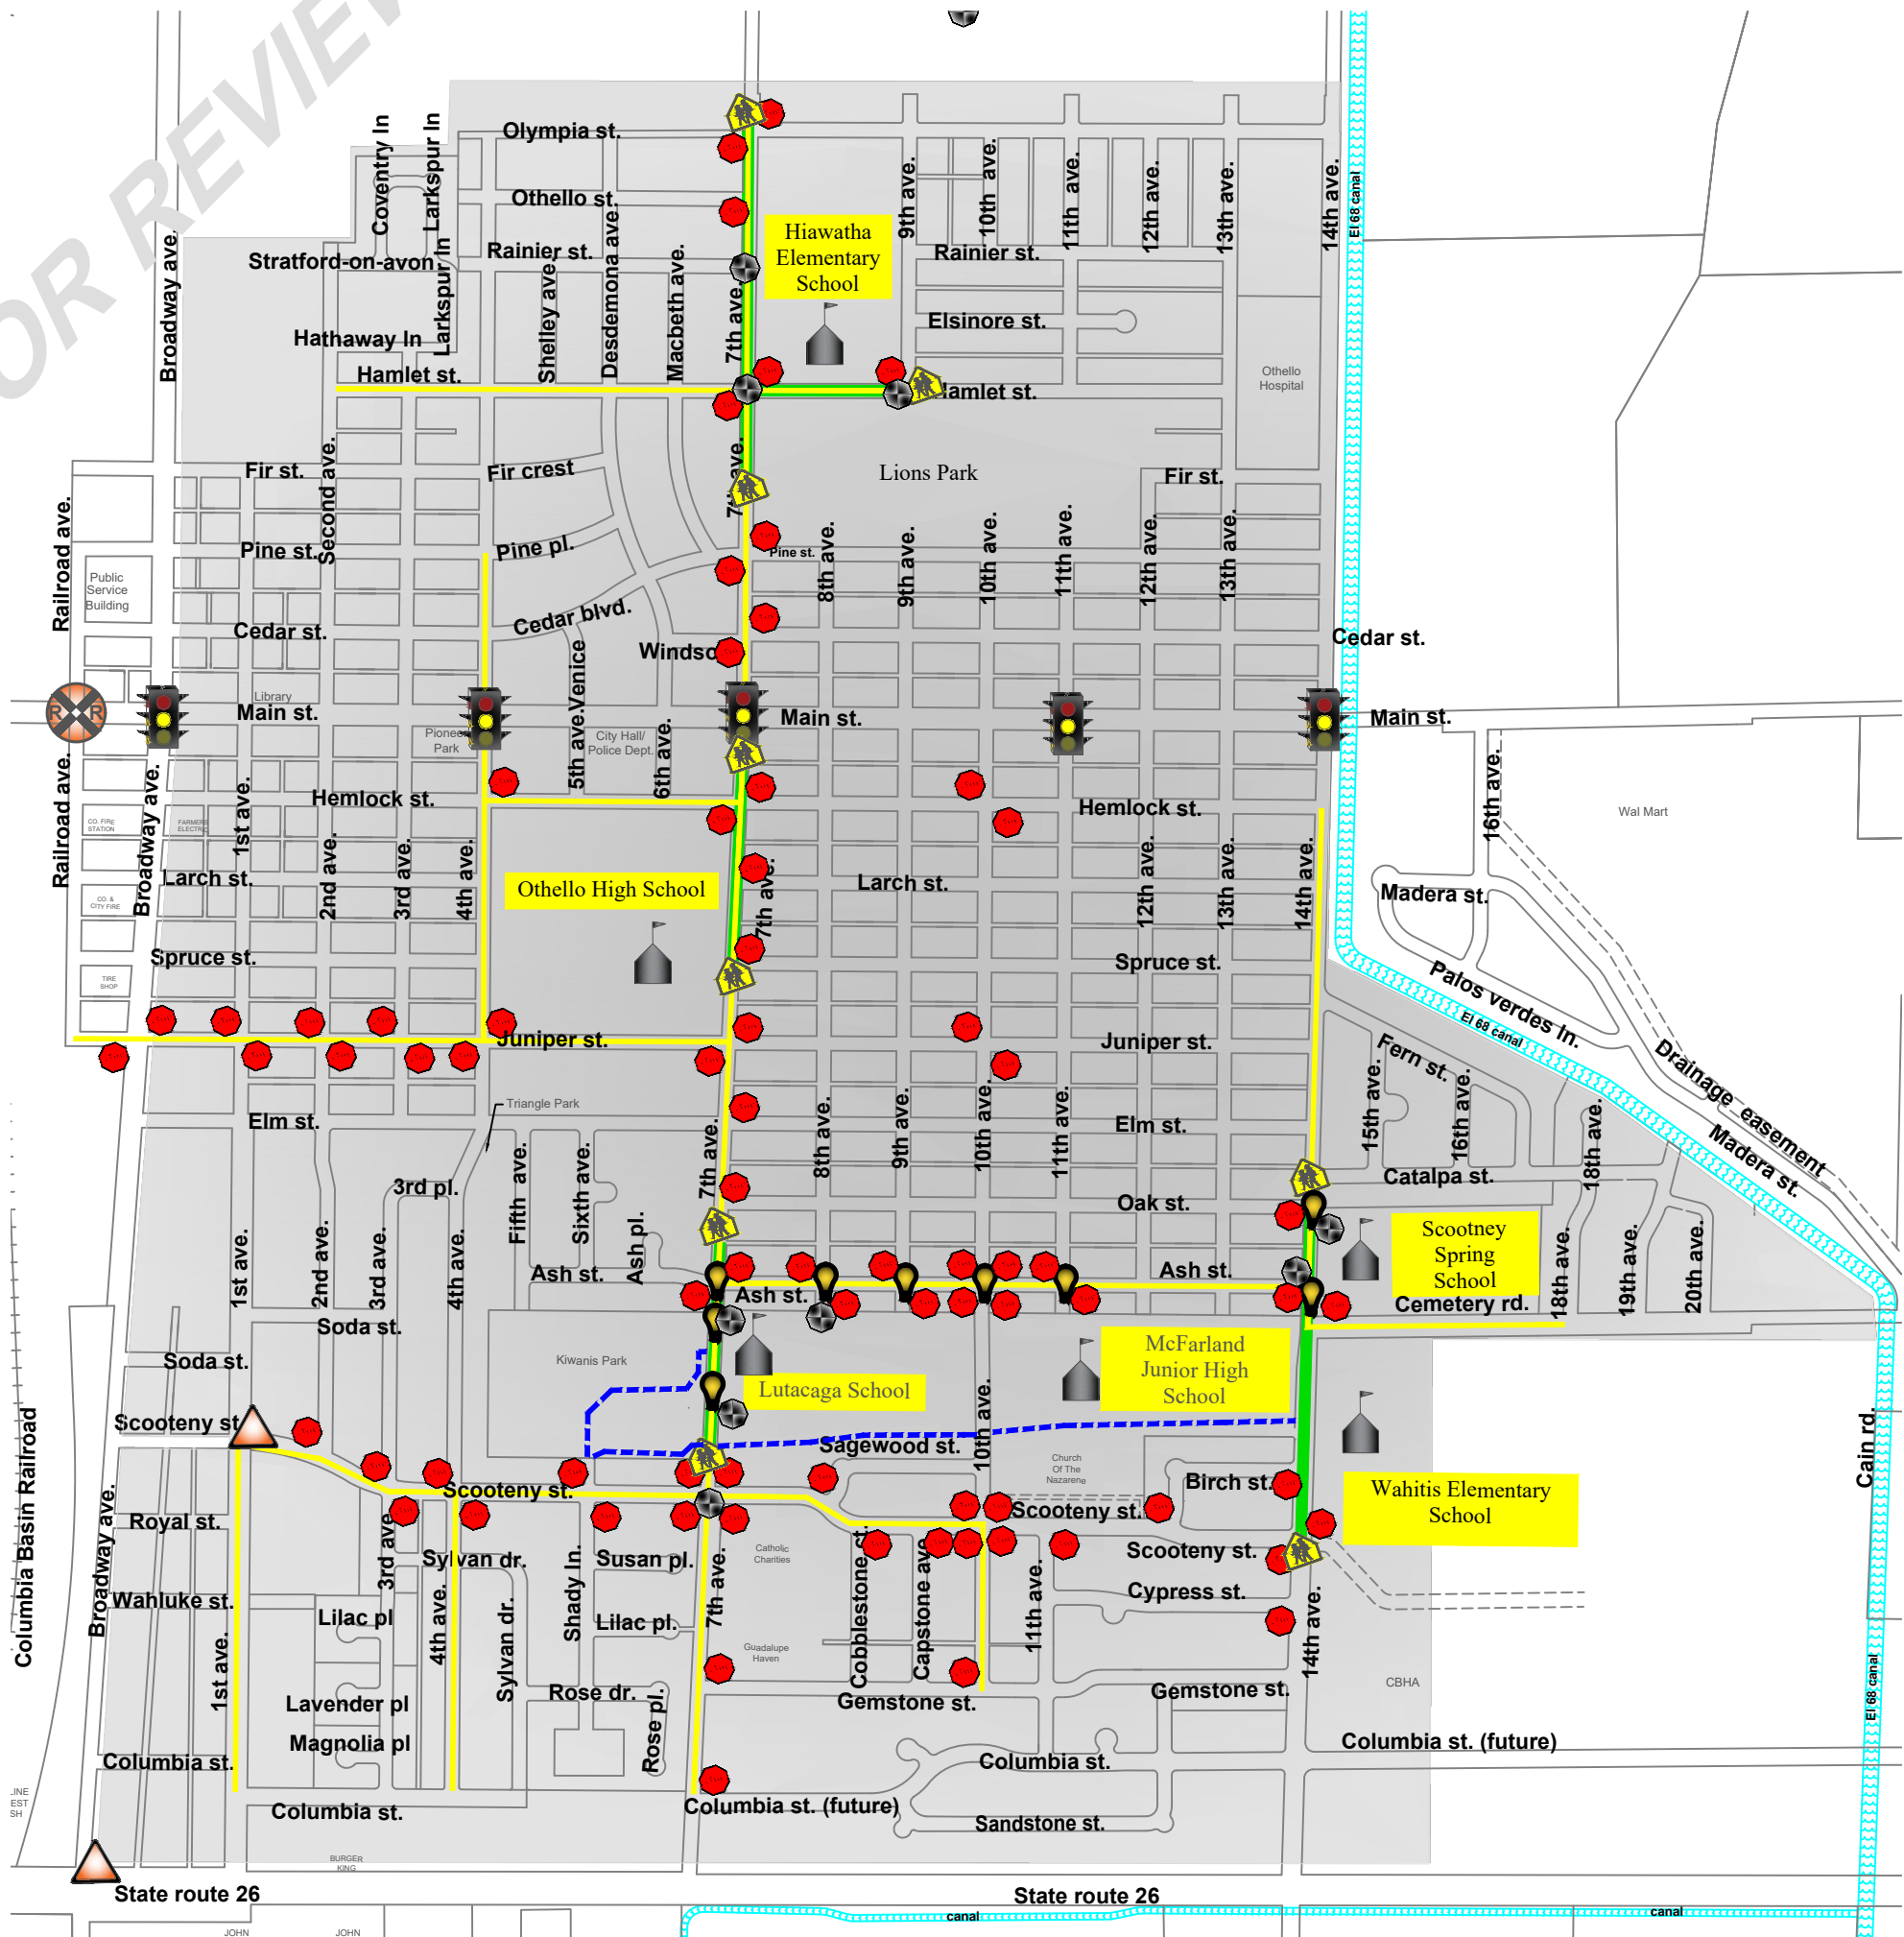 FOR REVIEW
Olympia st.
Coventry ln
Larkspur ln
Othello st.
Hiawatha
Elementary
School
9th ave.
10th ave.
11th ave.
12th ave.
13th ave.
14th ave.
El 68 canal
Broadway ave.
Stratford-on-avon
Larkspur ln
Rainier st.
Shelley ave.
Desdemona ave.
Macbeth ave.
7th ave.
Rainier st.
Elsinore st.
Hathaway ln
Hamlet st.
Hamlet st.
Othello
Hospital
Fir st.
Second ave.
Fir crest
7th ave.
Lions Park
Fir st.
Railroad ave.
Pine st.
Pine pl.
Pine st.
8th ave.
9th ave.
10th ave.
11th ave.
12th ave.
13th ave.
Public
Service
Building
Cedar st.
Cedar blvd.
Windso
Cedar st.
Library
Venice
R R
Main st.
Pioneer
Park
City Hall/
Police Dept.
Main st.
Main st.
5th ave.
6th ave.
16th ave.
Railroad ave.
Broadway ave.
1st ave.
Hemlock st.
Hemlock st.
Wal Mart
CO. FIRE
STATION
FARMERS
ELECTRIC
2nd ave.
3rd ave.
4th ave.
Larch st.
Othello High School
7th ave.
Larch st.
12th ave.
13th ave.
14th ave.
Madera st.
CO. &
CITY FIRE
Spruce st.
Spruce st.
TIRE
SHOP
Palos verdes ln.
El 68 canal
Juniper st.
Juniper st.
Fern st.
Drainage easement
Madera st.
Triangle Park
Elm st.
Elm st.
7th ave.
8th ave.
9th ave.
10th ave.
11th ave.
15th ave.
16th ave.
18th ave.
Catalpa st.
3rd pl.
Fifth ave.
Sixth ave.
Ash pl.
Oak st.
Scootney
Spring
School
1st ave.
2nd ave.
3rd ave.
4th ave.
Ash st.
Ash st.
Ash st.
Cemetery rd.
18th ave.
19th ave.
20th ave.
Soda st.
Soda st.
Kiwanis Park
Lutacaga School
McFarland
Junior High
School
Scooteny st.
Sagewood st.
10th ave.
Church
Of The
Nazarene
Birch st.
Cain rd.
Columbia Basin Railroad
Broadway ave.
Scooteny st.
Scooteny st.
Wahitis Elementary
School
Royal st.
3rd ave.
Sylvan dr.
Shady ln.
Susan pl.
7th ave.
Catholic
Charities
Cobblestone st.
Capstone ave.
11th ave.
Scooteny st.
Cypress st.
14th ave.
Wahluke st.
Lilac pl
4th ave.
Sylvan dr.
Lilac pl.
Guadalupe
Haven
1st ave.
Lavender pl
Rose dr.
Rose pl.
Gemstone st.
Gemstone st.
CBHA
El 68 canal
Magnolia pl
Columbia st.
Columbia st.
Columbia st. (future)
Columbia st.
Columbia st. (future)
Sandstone st.
LINE
EST
SH
BURGER
KING
State route 26
State route 26
canal
canal
JOHN
JOHN